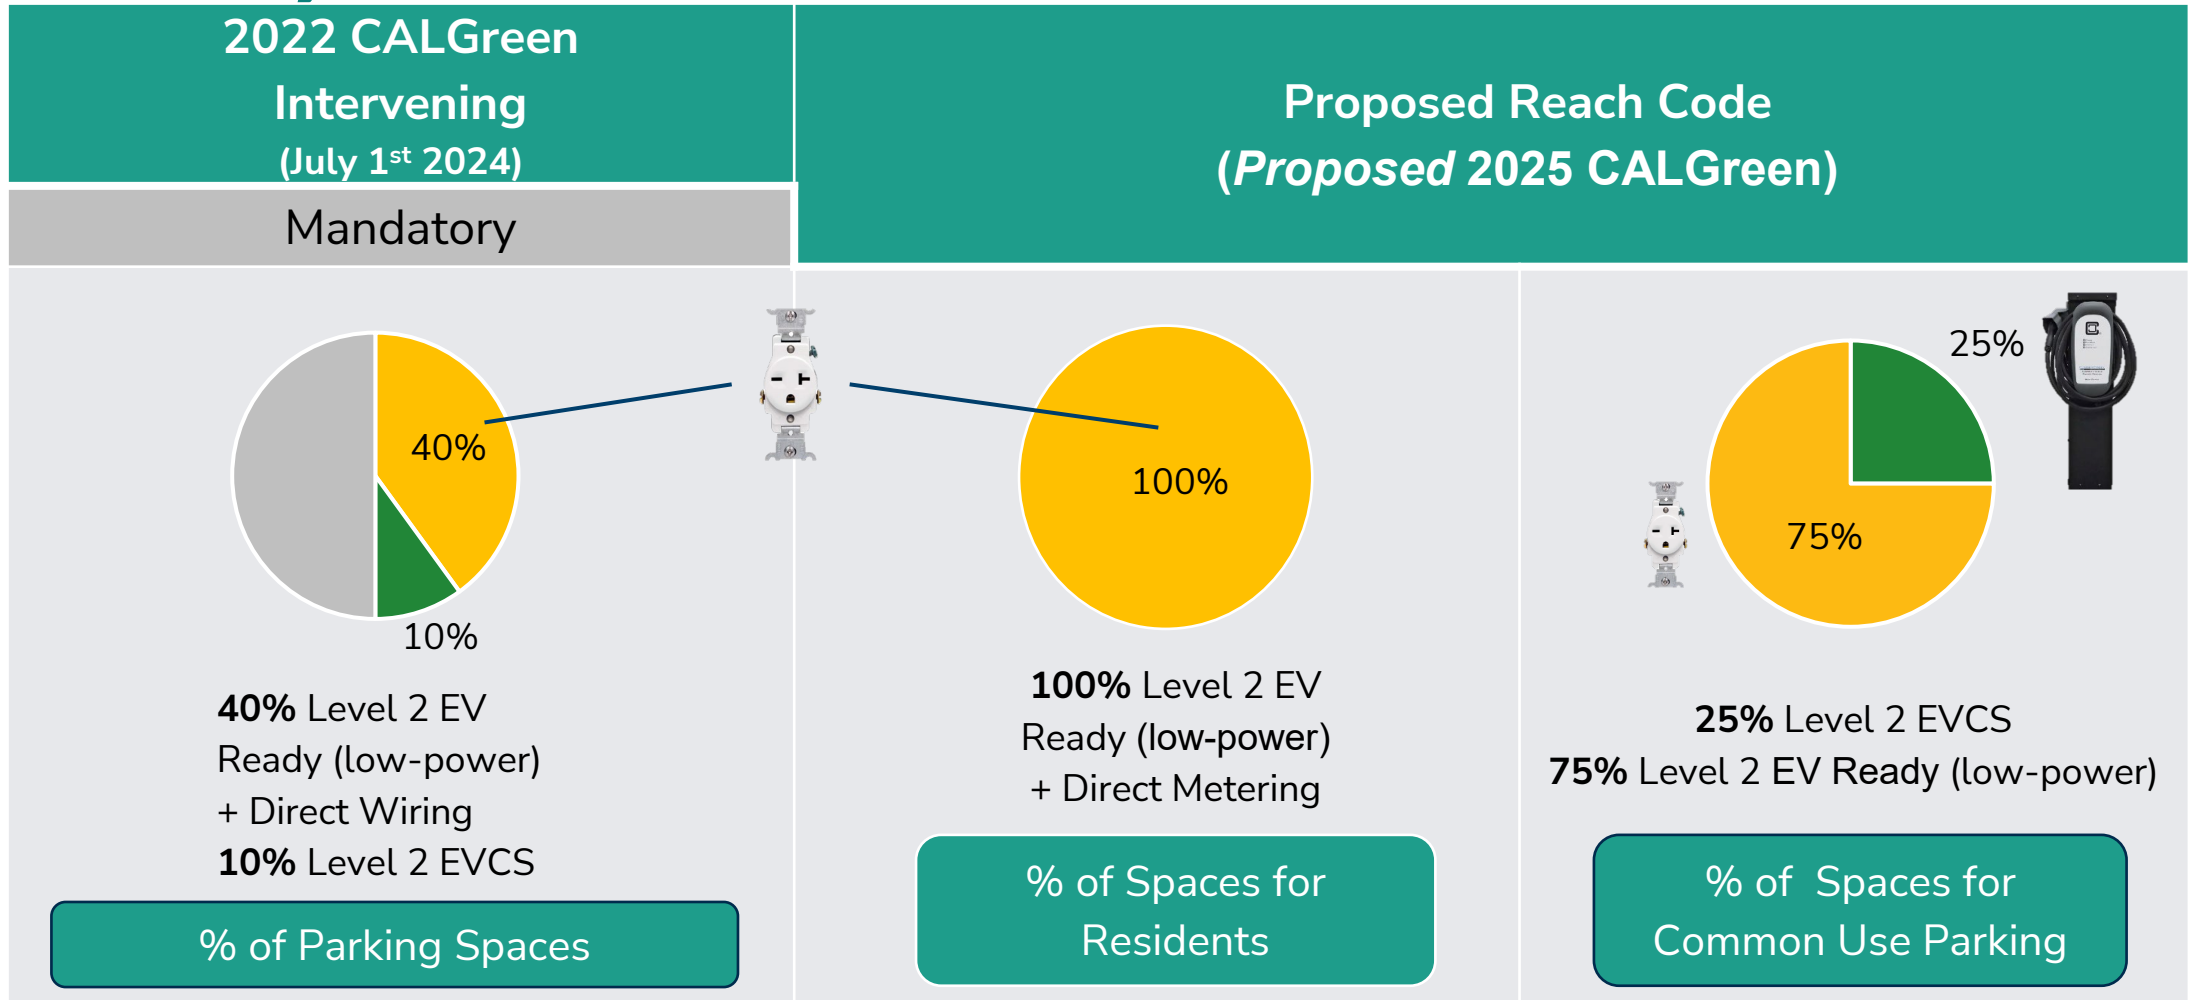 2022 CALGreen
Intervening
(July 1st 2024)
Mandatory
Proposed Reach Code
(Proposed 2025 CALGreen)
40%
10%
40% Level 2 EV
Ready (low-power)
+ Direct Wiring
10% Level 2 EVCS
% of Parking Spaces
100%
100% Level 2 EV
Ready (low-power)
+ Direct Metering
% of Spaces for
Residents
25%
75%
25% Level 2 EVCS
75% Level 2 EV Ready (low-power)
% of Spaces for
Common Use Parking